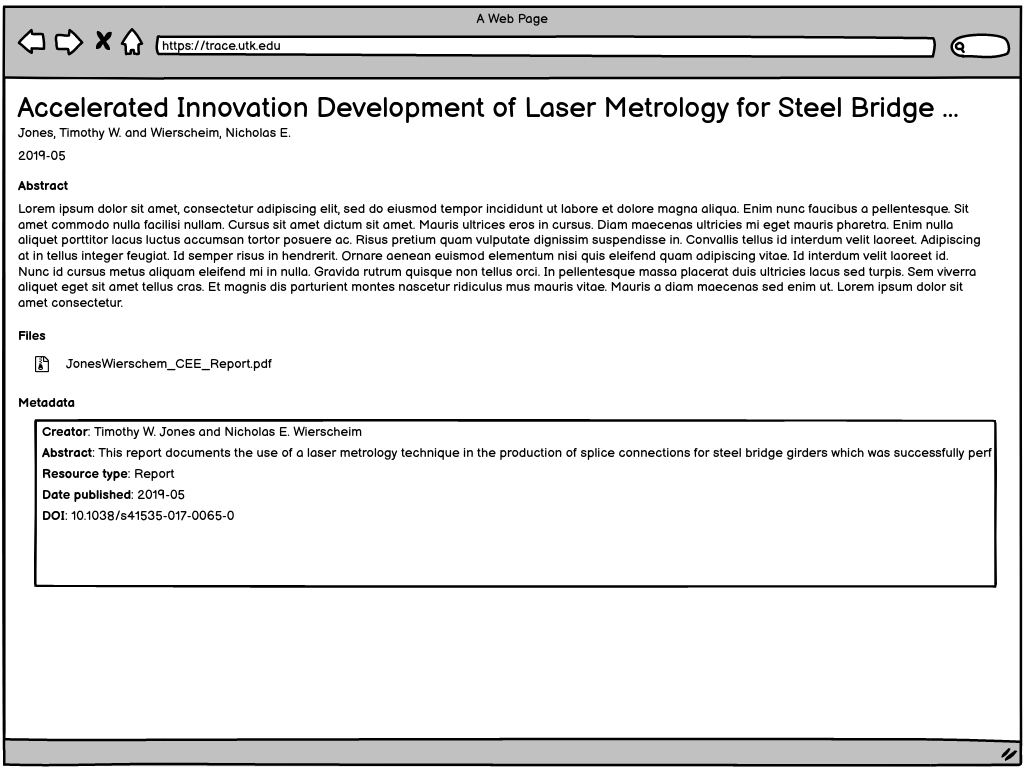 A Web Page
https://trace.utk.edu
Accelerated Innovation Development of Laser Metrology for Steel Bridge ...
Jones, Timothy W. and Wierscheim, Nicholas E.
2019-05
Abstract
Lorem ipsum dolor sit amet, consectetur adipiscing elit, sed do eiusmod tempor incididunt ut labore et dolore magna aliqua. Enim nunc faucibus a pellentesque. Sit
amet commodo nulla facilisi nullam. Cursus sit amet dictum sit amet. Mauris ultrices eros in cursus. Diam maecenas ultricies mi eget mauris pharetra. Enim nulla
aliquet porttitor lacus luctus accumsan tortor posuere ac. Risus pretium quam vulputate dignissim suspendisse in. Convallis tellus id interdum velit laoreet. Adipiscing
at in tellus integer feugiat. Id semper risus in hendrerit. Ornare aenean euismod elementum nisi quis eleifend quam adipiscing vitae. Id interdum velit laoreet id.
Nunc id cursus metus aliquam eleifend mi in nulla. Gravida rutrum quisque non tellus orci. In pellentesque massa placerat duis ultricies lacus sed turpis. Sem viverra
aliquet eget sit amet tellus cras. Et magnis dis parturient montes nascetur ridiculus mus mauris vitae. Mauris a diam maecenas sed enim ut. Lorem ipsum dolor sit
amet consectetur.
Files
JonesWierschem_CEE_Report.pdf
Metadata
Creator: Timothy W. Jones and Nicholas E. Wierscheim
Abstract: This report documents the use of a laser metrology technique in the production of splice connections for steel bridge girders which was successfully perf
Resource type: Report
Date published: 2019-05
DOI: 10.1038/s41535-017-0065-0